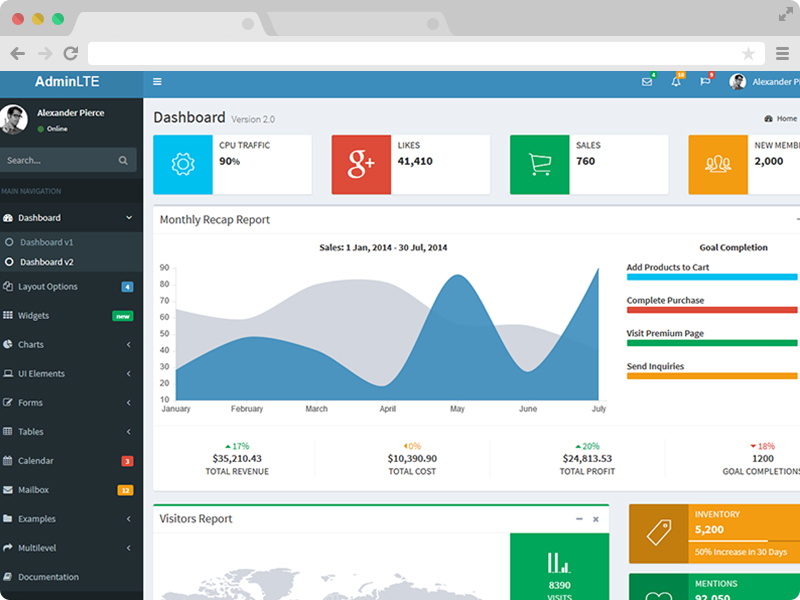 AdminLTE
4
10
9
Alexander Pi
Alexander Pierce
Online
Search...
MAIN NAVIGATION
Dashboard
Dashboard v1
Dashboard v2
Layout Options 4
Widgets new
Charts
UI Elements
Forms
Tables
Calendar 3
Mailbox 12
Examples
Multilevel
Documentation
Dashboard Version 2.0
Home
CPU TRAFFIC
90%
g+
LIKES
41,410
SALES
760
NEW MEMB
2,000
Monthly Recap Report
Sales: 1 Jan, 2014 - 30 Jul, 2014
90
80
70
60
50
40
30
20
10
January February March April May June July
Goal Completion
Add Products to Cart
Complete Purchase
Visit Premium Page
Send Inquiries
17%
$35,210.43
TOTAL REVENUE
0%
$10,390.90
TOTAL COST
20%
$24,813.53
TOTAL PROFIT
18%
1200
GOAL COMPLETIONS
Visitors Report
8390
VISITS
INVENTORY
5,200
50% Increase in 30 Days
MENTIONS
92,050